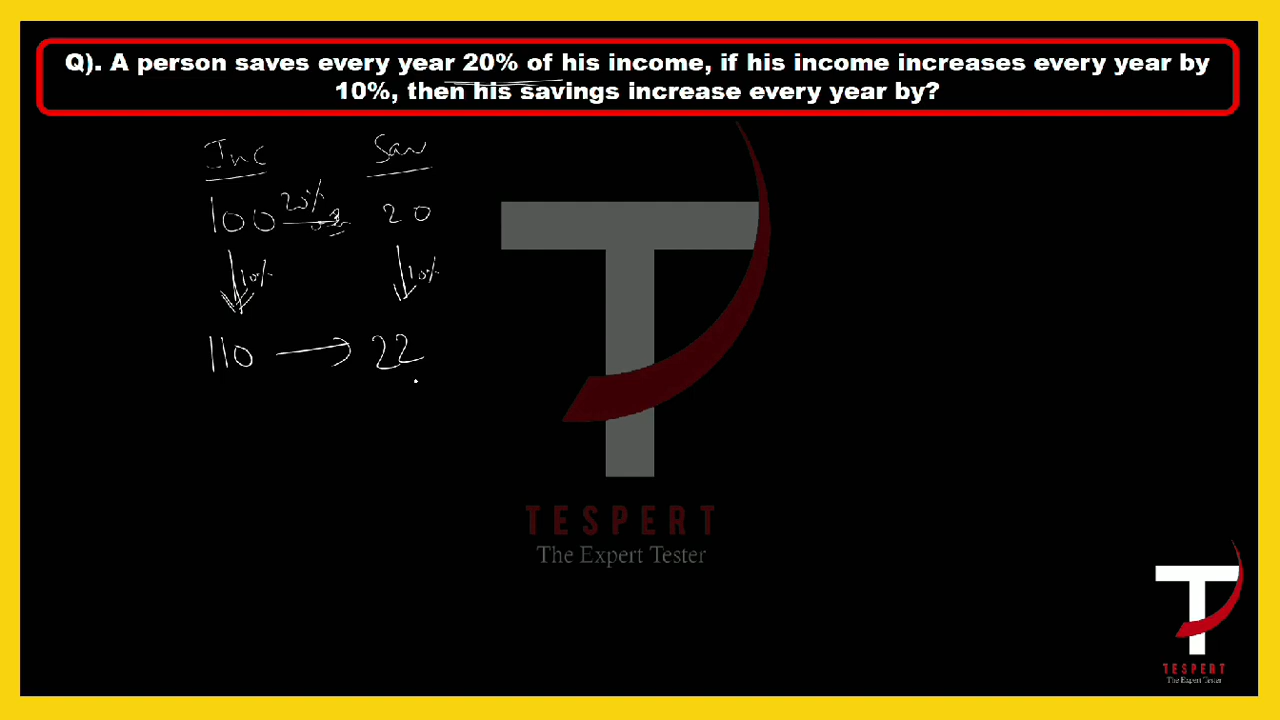 Q). A person saves every year 20% of his income, if his income increases every year by
10%, then his savings increase every year by?
Inc Sav
100 20% 20
10% 10%
110 → 22
TESPERT
The Expert Tester
TESPERT
The Expert Tester